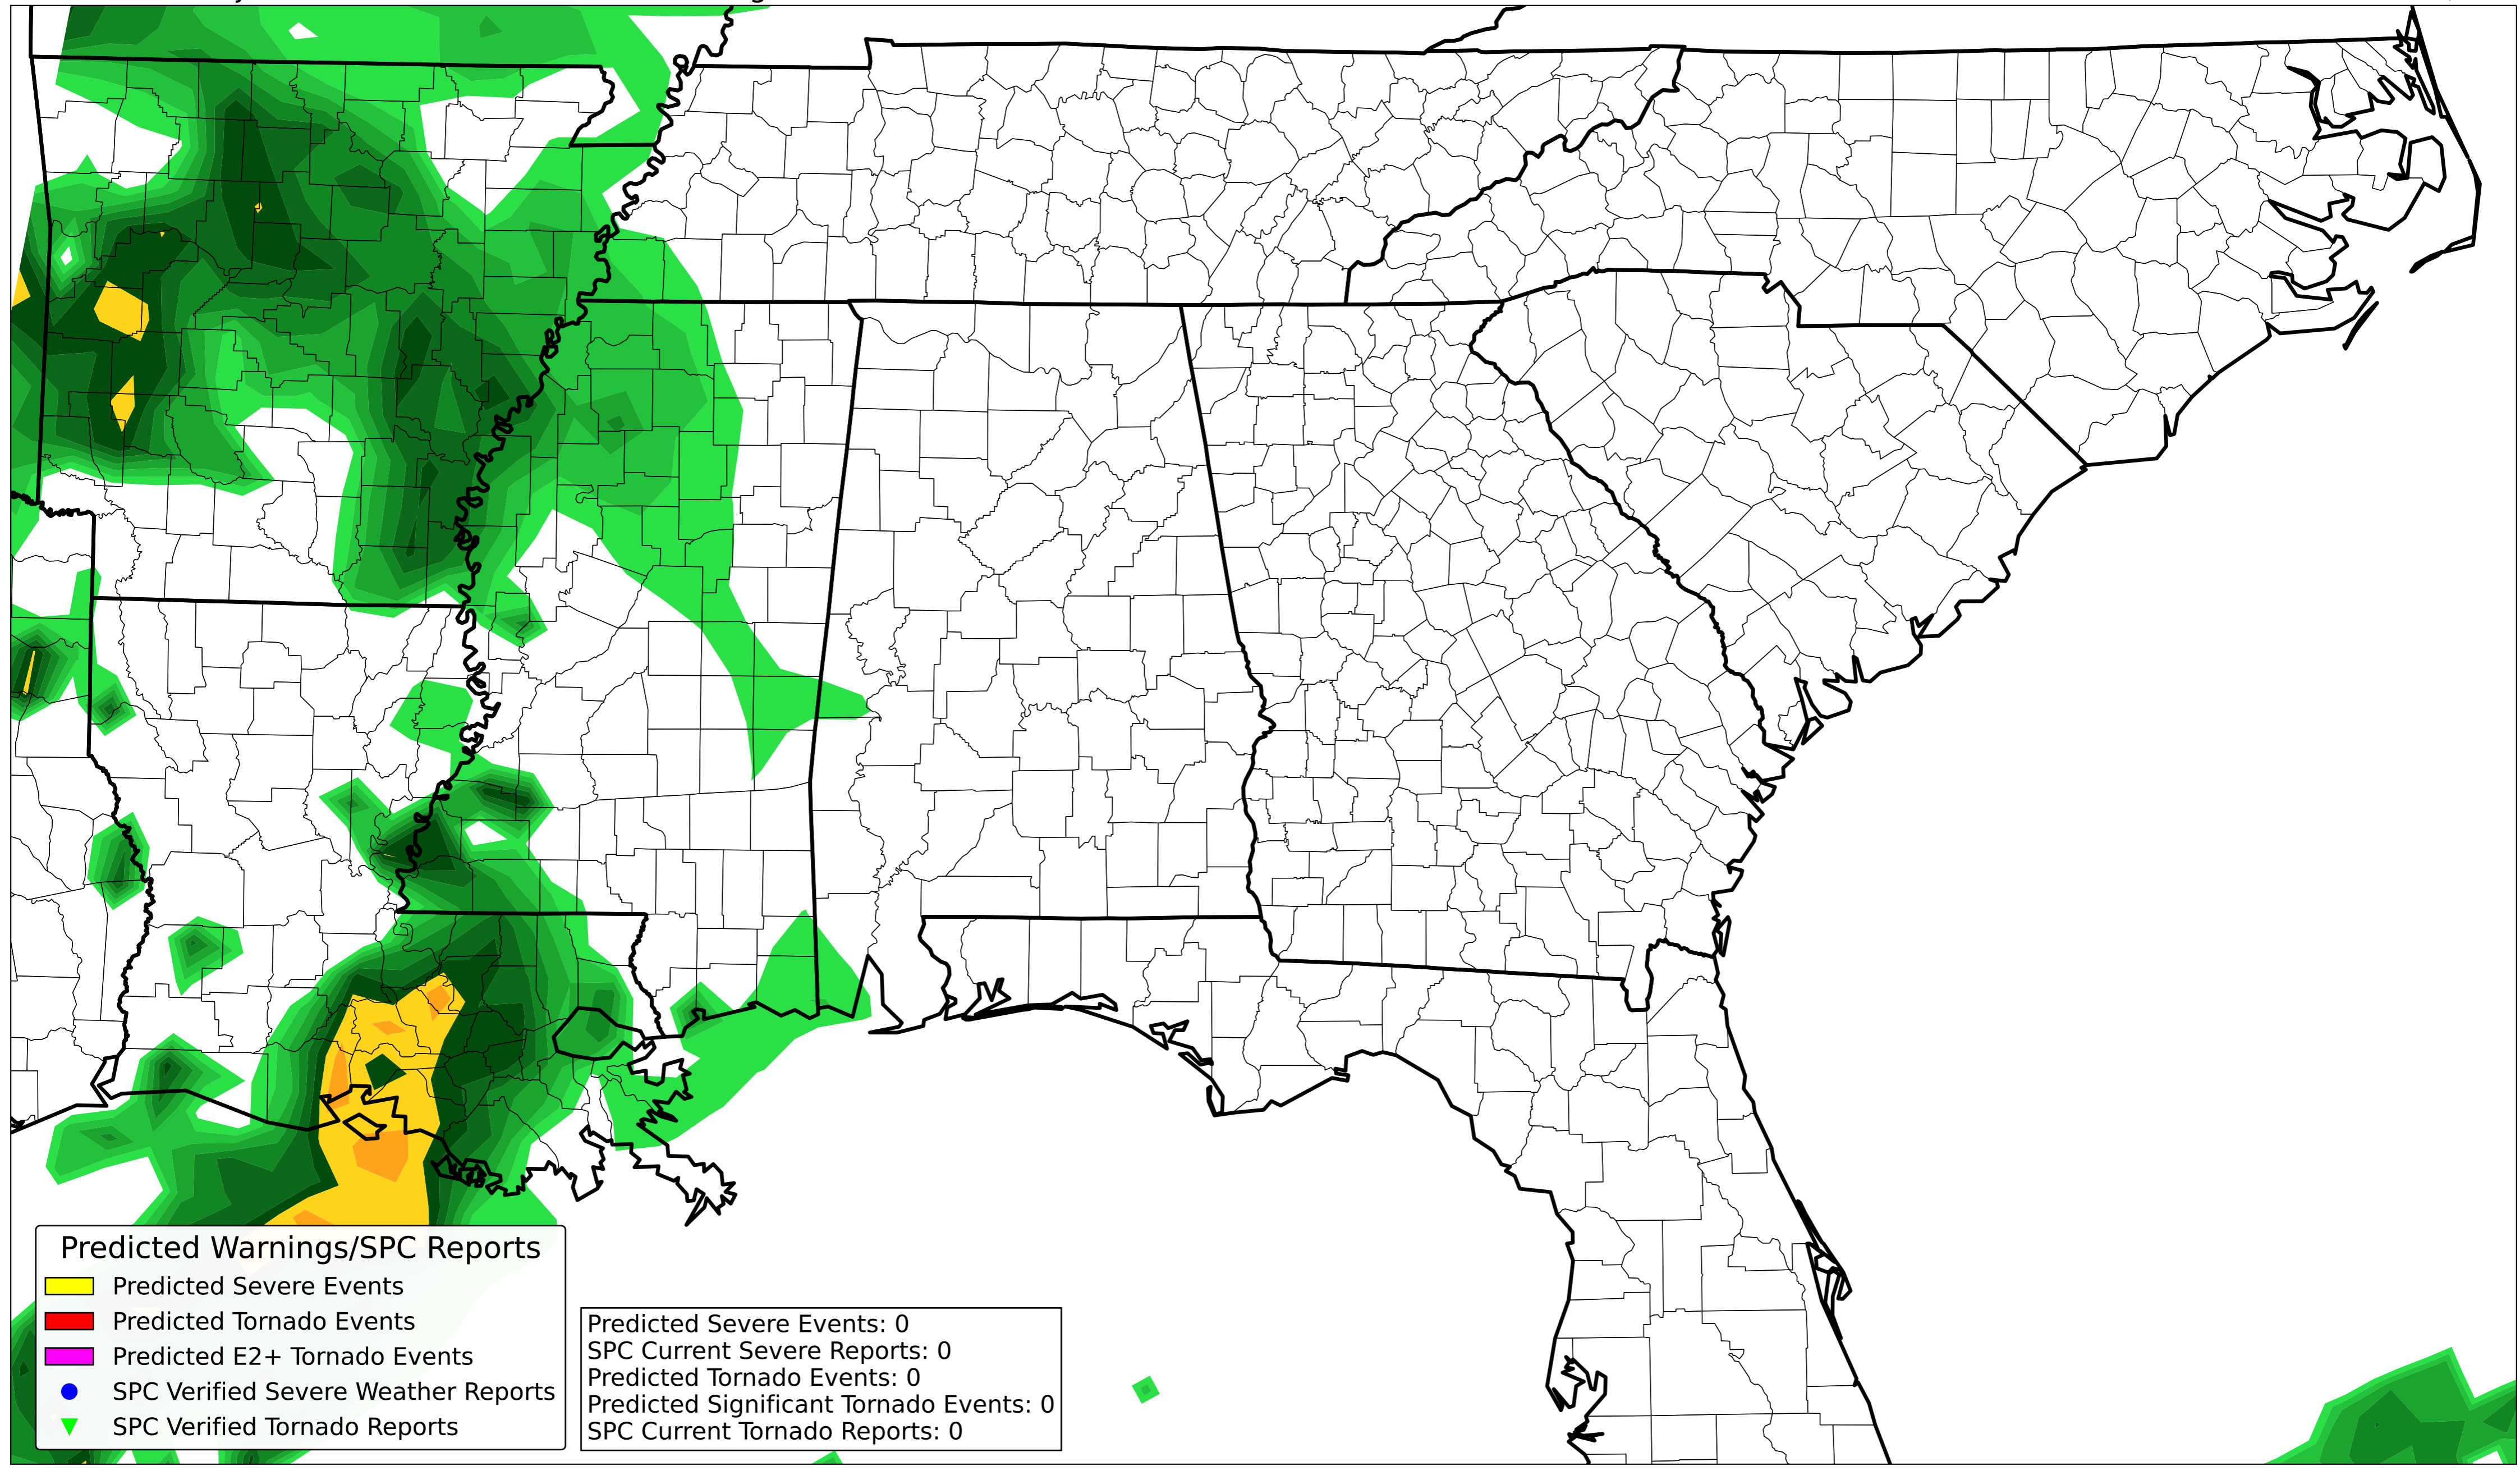 Predicted Warnings/SPC Reports
Predicted Severe Events
Predicted Tornado Events
Predicted E2+ Tornado Events
SPC Verified Severe Weather Reports
SPC Verified Tornado Reports
Predicted Severe Events: 0
SPC Current Severe Reports: 0
Predicted Tornado Events: 0
Predicted Significant Tornado Events: 0
SPC Current Tornado Reports: 0